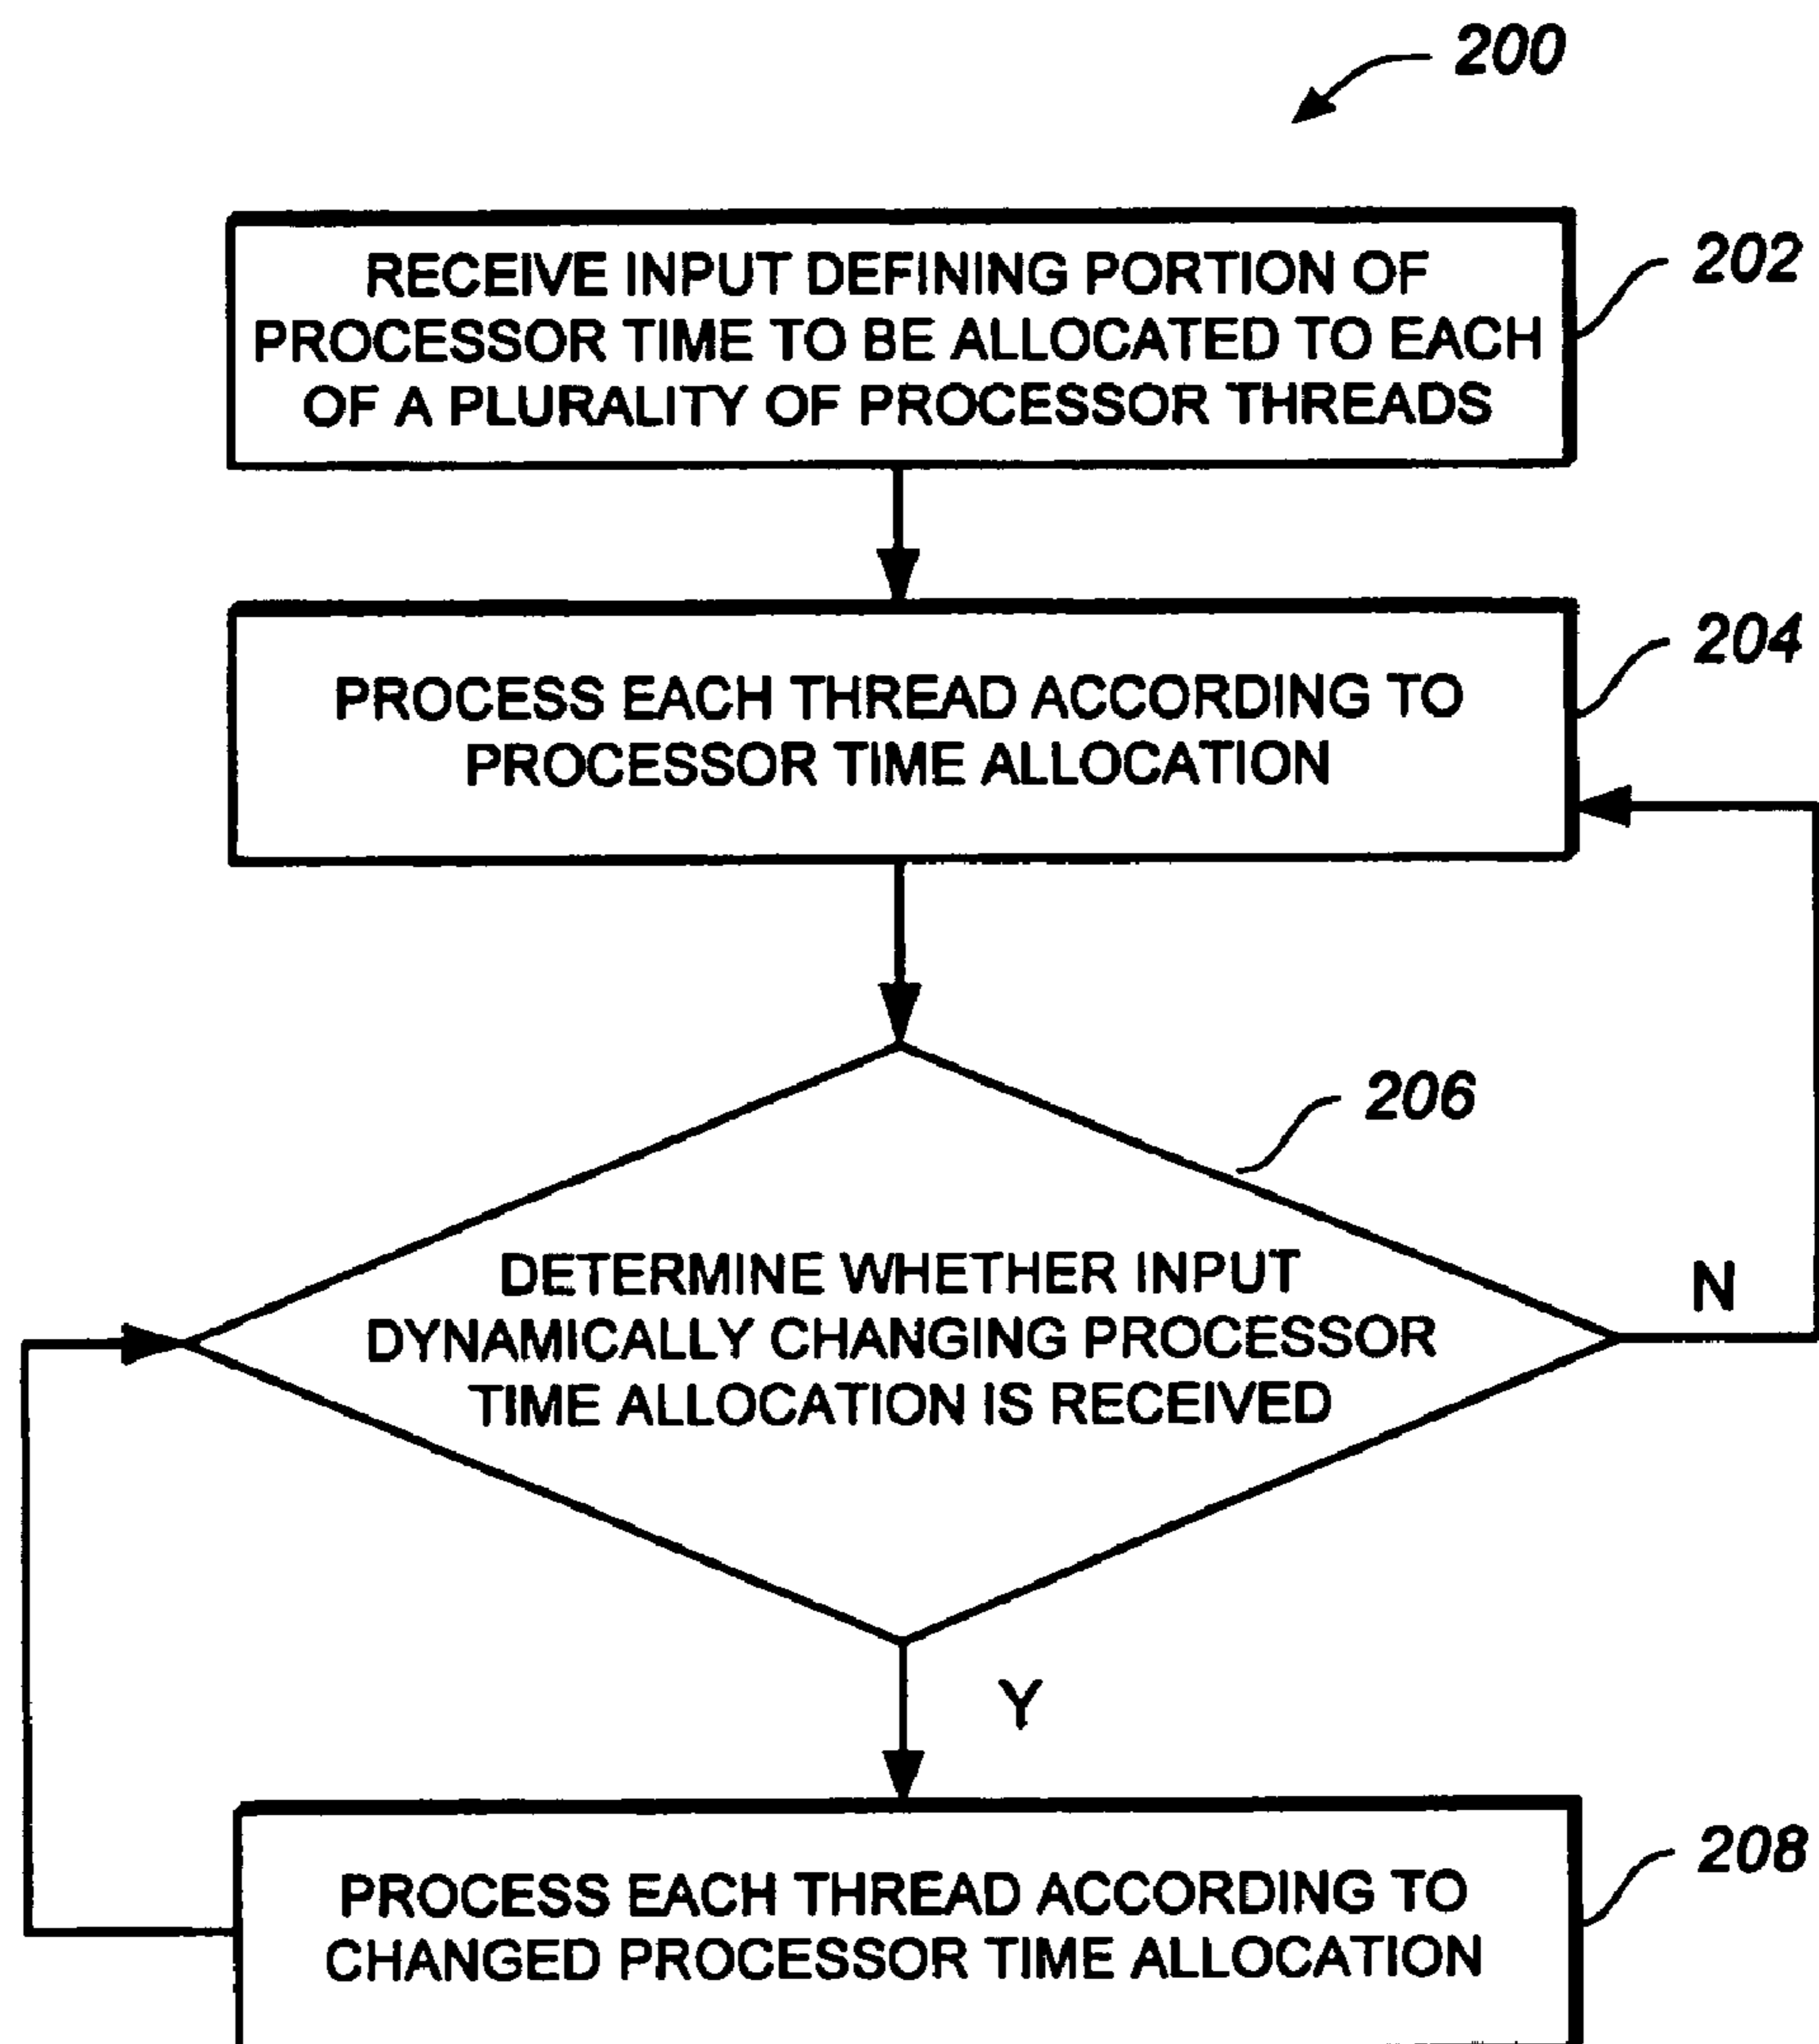 200
RECEIVE INPUT DEFINING PORTION OF
PROCESSOR TIME TO BE ALLOCATED TO EACH
OF A PLURALITY OF PROCESSOR THREADS
202
PROCESS EACH THREAD ACCORDING TO
PROCESSOR TIME ALLOCATION
204
206
DETERMINE WHETHER INPUT
DYNAMICALLY CHANGING PROCESSOR
TIME ALLOCATION IS RECEIVED
N
Y
PROCESS EACH THREAD ACCORDING TO
CHANGED PROCESSOR TIME ALLOCATION
208